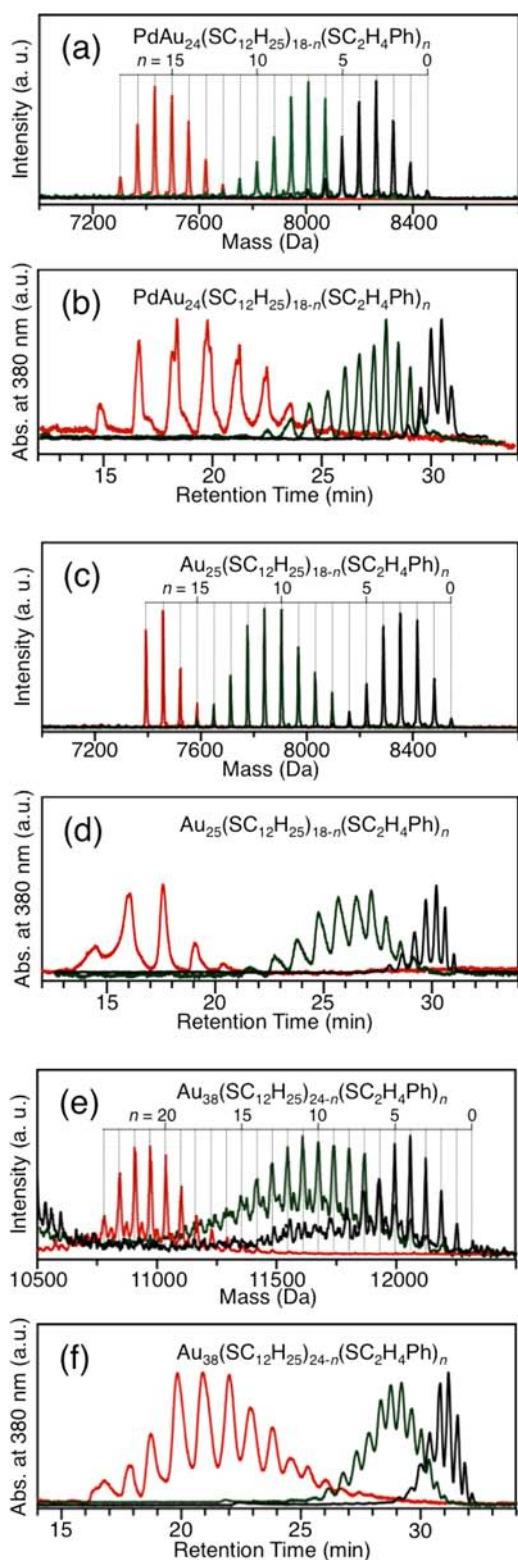 (a)
PdAu₂₄(SC₁₂H₂₅)₁₈₋ₙ(SC₂H₄Ph)ₙ
n = 15 10 5 0
Intensity (a. u.)
7200 7600 8000 8400
Mass (Da)
(b)
PdAu₂₄(SC₁₂H₂₅)₁₈₋ₙ(SC₂H₄Ph)ₙ
Abs. at 380 nm (a.u.)
15 20 25 30
Retention Time (min)
(c)
Au₂₅(SC₁₂H₂₅)₁₈₋ₙ(SC₂H₄Ph)ₙ
n = 15 10 5 0
Intensity (a. u.)
7200 7600 8000 8400
Mass (Da)
(d)
Au₂₅(SC₁₂H₂₅)₁₈₋ₙ(SC₂H₄Ph)ₙ
Abs. at 380 nm (a.u.)
15 20 25 30
Retention Time (min)
(e)
Au₃₈(SC₁₂H₂₅)₂₄₋ₙ(SC₂H₄Ph)ₙ
n = 20 15 10 5 0
Intensity (a. u.)
10500 11000 11500 12000
Mass (Da)
(f)
Au₃₈(SC₁₂H₂₅)₂₄₋ₙ(SC₂H₄Ph)ₙ
Abs. at 380 nm (a.u.)
15 20 25 30
Retention Time (min)